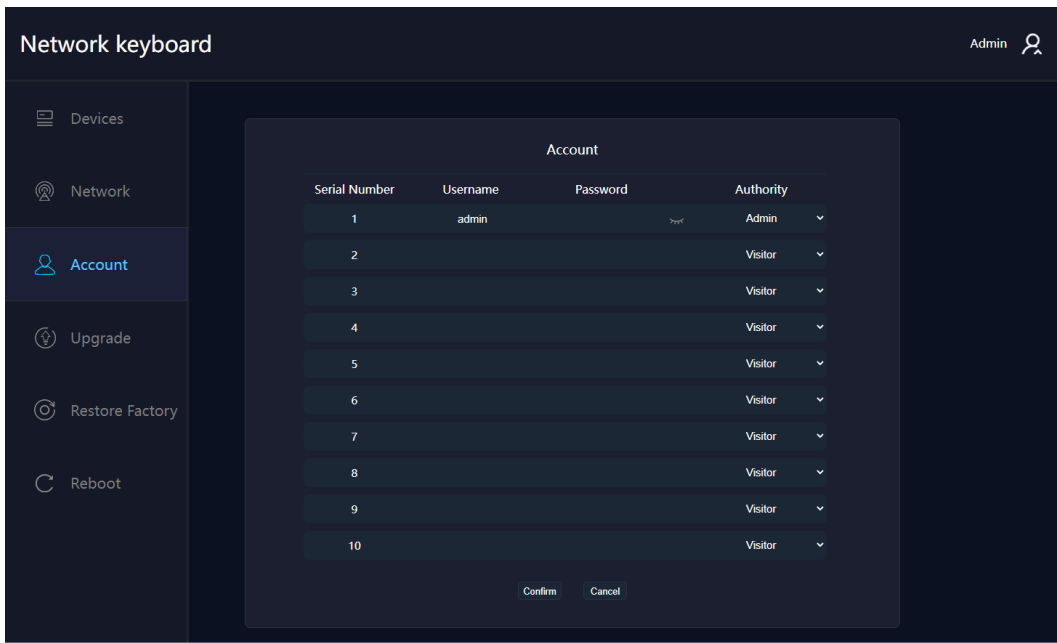 Network keyboard
Admin
Devices
Network
Account
Upgrade
Restore Factory
Reboot
Account
Serial Number Username Password Authority
1 admin Admin
2 Visitor
3 Visitor
4 Visitor
5 Visitor
6 Visitor
7 Visitor
8 Visitor
9 Visitor
10 Visitor
Confirm Cancel